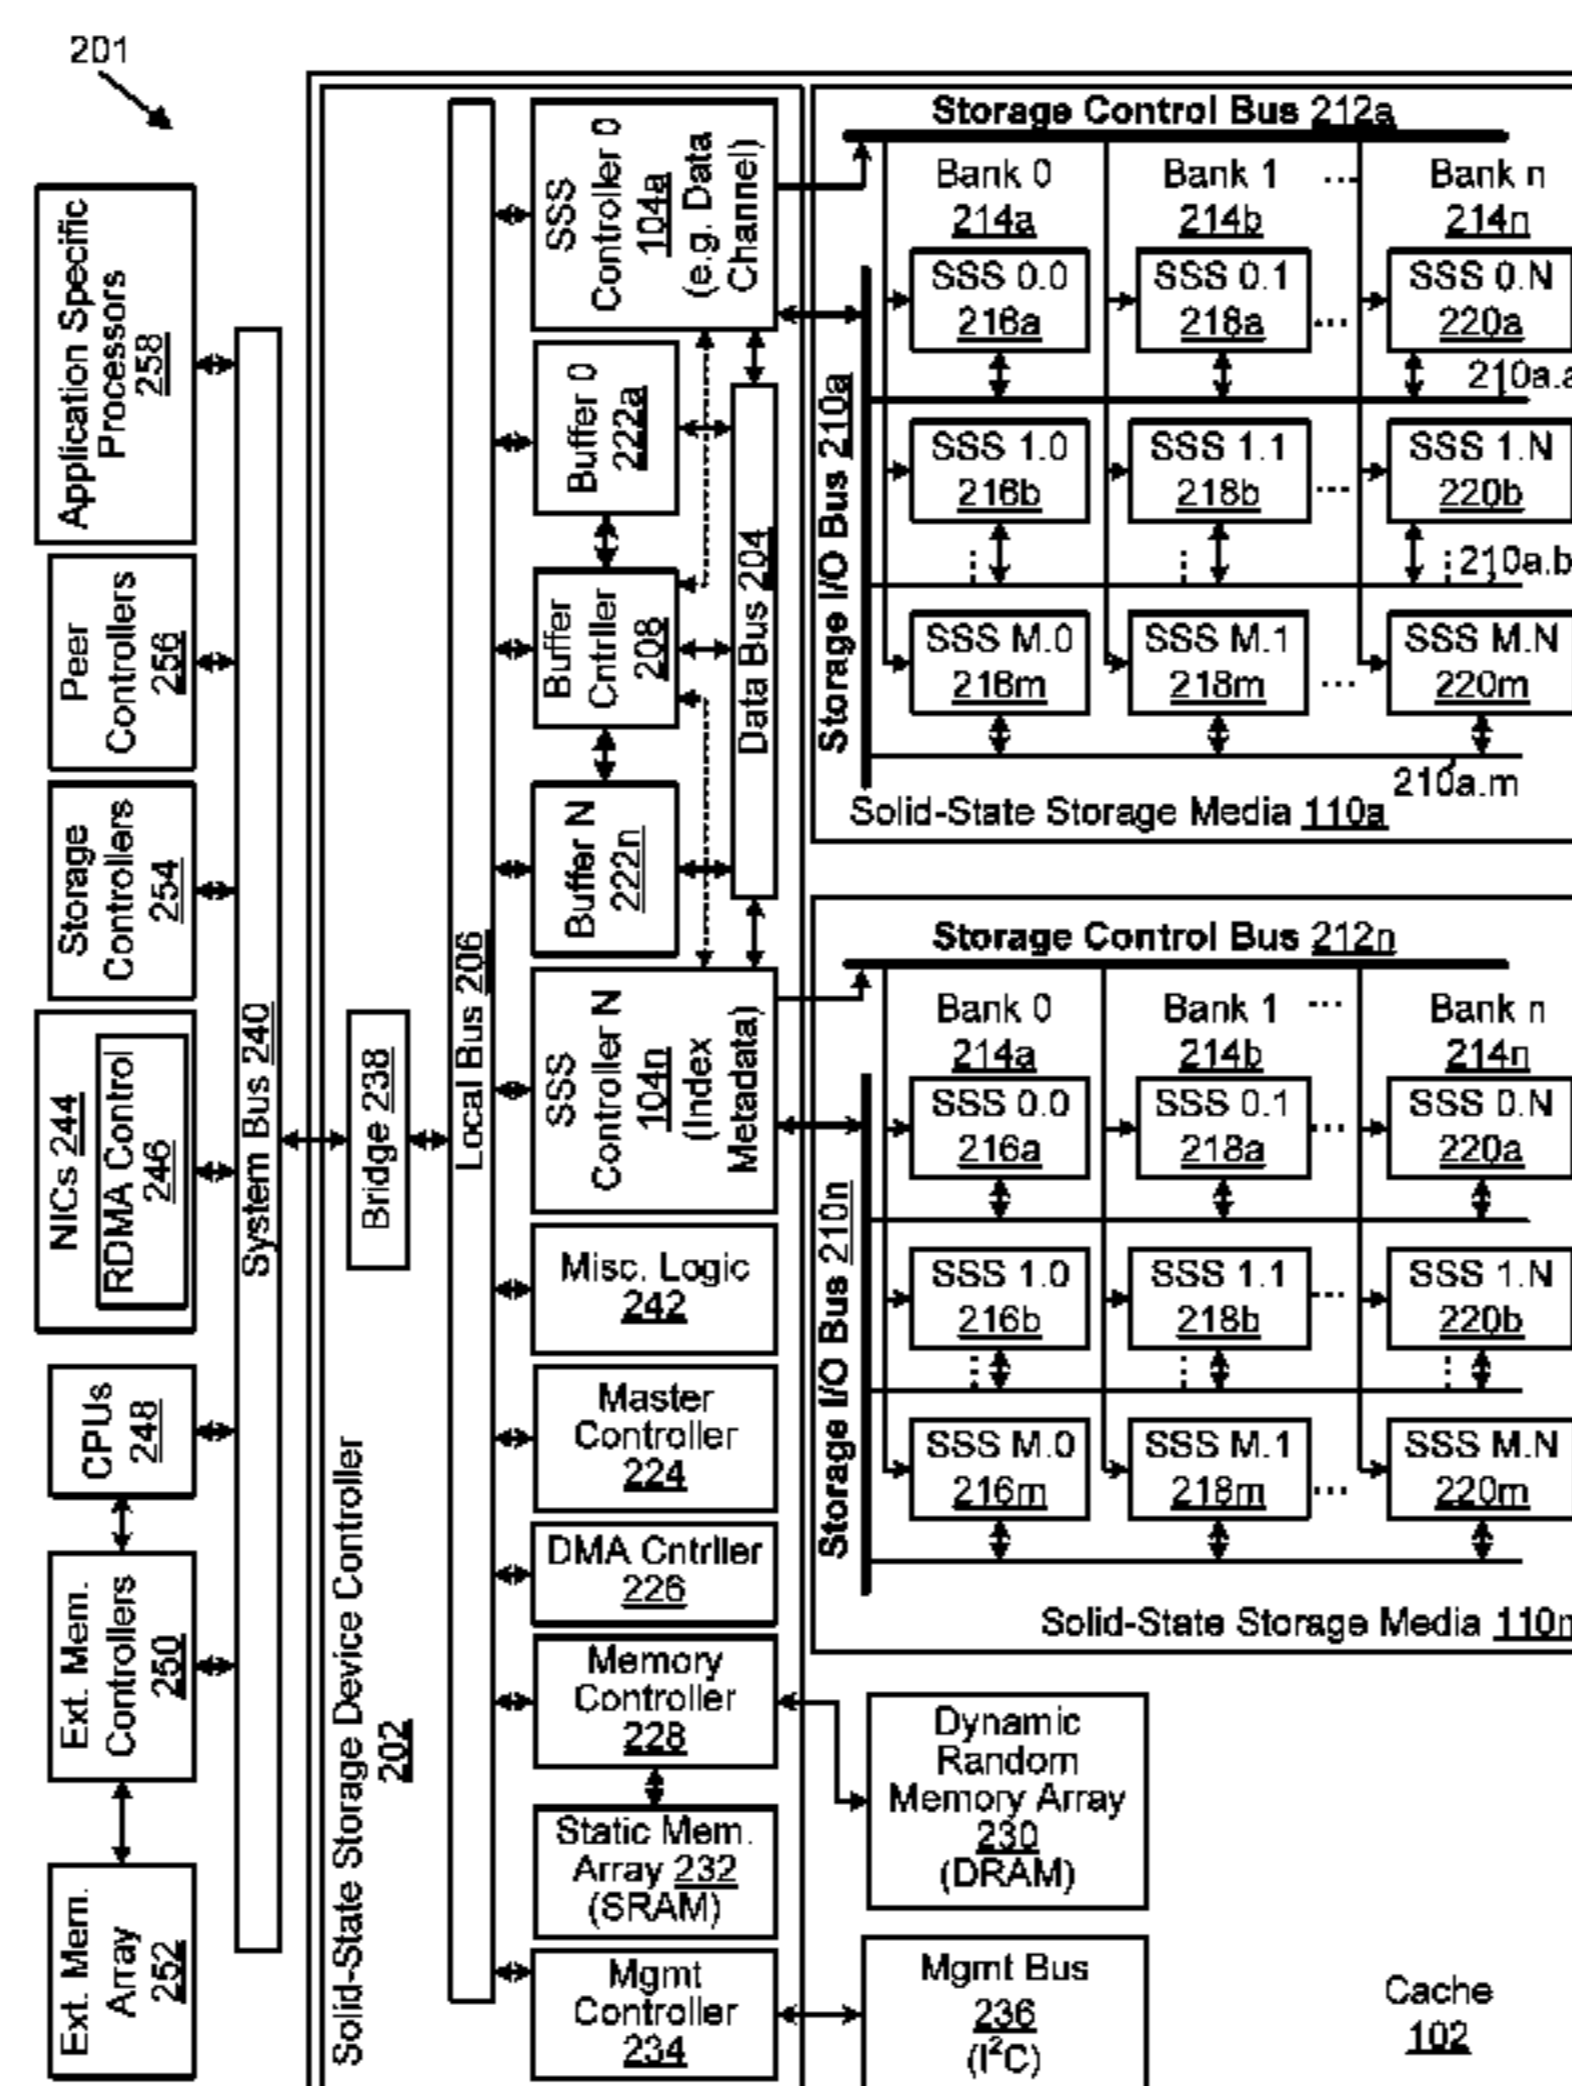 201
Application Specific
Processors
258
Peer
Controllers
256
Storage
Controllers
254
NICs 244
RDMA Control
246
CPUs
248
Ext. Mem.
Controllers
250
Ext. Mem.
Array
252
System Bus 240
Bridge 238
Solid-State Storage Device Controller
202
Local Bus 206
SSS
Controller 0
104a
(e.g. Data
Channel)
Buffer 0
222a
Buffer
Cntrller
208
Buffer N
222n
Data Bus 204
SSS
Controller N
104n
(Index
Metadata)
Misc. Logic
242
Master
Controller
224
DMA Cntrller
226
Memory
Controller
228
Static Mem.
Array 232
(SRAM)
Mgmt
Controller
234
Storage Control Bus 212a
Bank 0
214a
Bank 1
214b
...
Bank n
214n
Storage I/O Bus 210a
SSS 0.0
216a
SSS 0.1
218a
...
SSS 0.N
220a
210a.a
SSS 1.0
216b
SSS 1.1
218b
...
SSS 1.N
220b
210a.b
SSS M.0
216m
SSS M.1
218m
...
SSS M.N
220m
210a.m
Solid-State Storage Media 110a
Storage Control Bus 212n
Bank 0
214a
Bank 1
214b
...
Bank n
214n
Storage I/O Bus 210n
SSS 0.0
216a
SSS 0.1
218a
...
SSS 0.N
220a
SSS 1.0
216b
SSS 1.1
218b
...
SSS 1.N
220b
SSS M.0
216m
SSS M.1
218m
...
SSS M.N
220m
Solid-State Storage Media 110n
Dynamic
Random
Memory Array
230
(DRAM)
Mgmt Bus
236
(I²C)
Cache
102